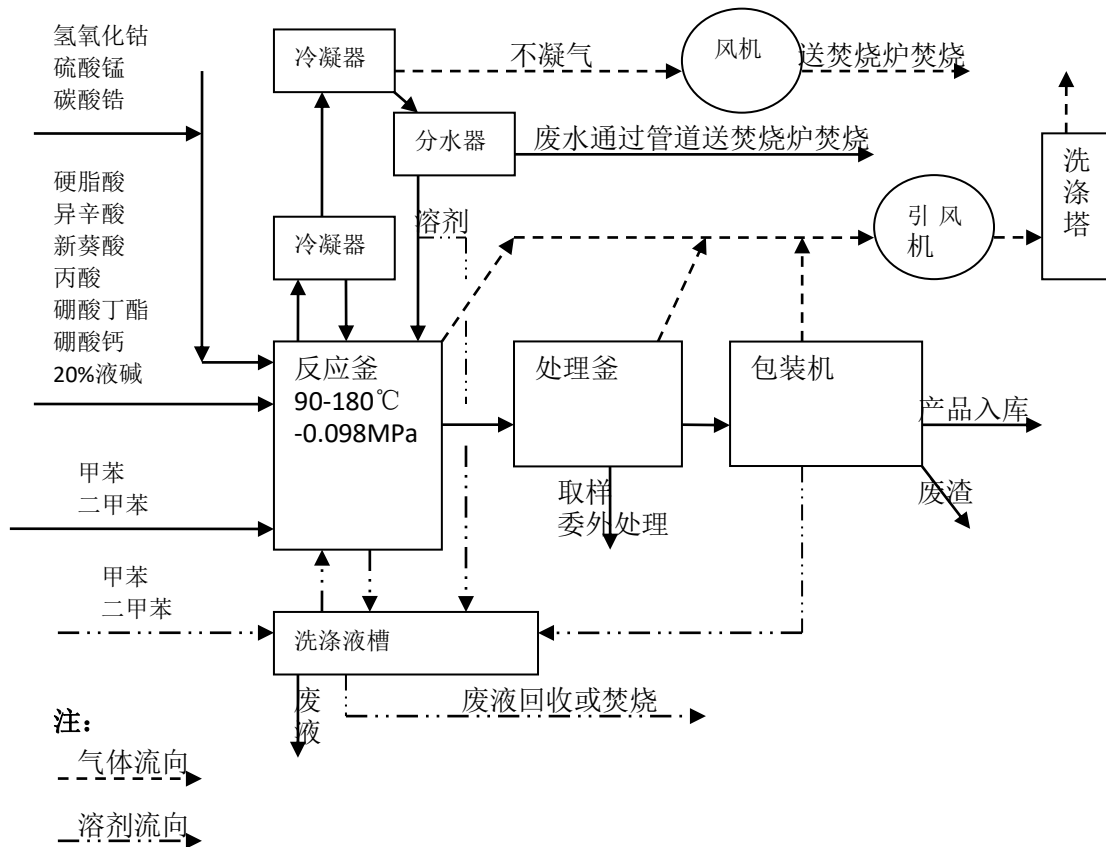 氢氧化钴
硫酸锰
碳酸锆
冷凝器
不凝气
风机
送焚烧炉焚烧
分水器
废水通过管道送焚烧炉焚烧
洗
涤
塔
硬脂酸
异辛酸
新葵酸
丙酸
硼酸丁酯
硼酸钙
20%液碱
冷凝器
溶剂
引 风
机
反应釜
90-180℃
-0.098MPa
处理釜
包装机
产品入库
甲苯
二甲苯
取样
委外处理
废渣
甲苯
二甲苯
洗涤液槽
废
液
废液回收或焚烧
注：
气体流向
溶剂流向